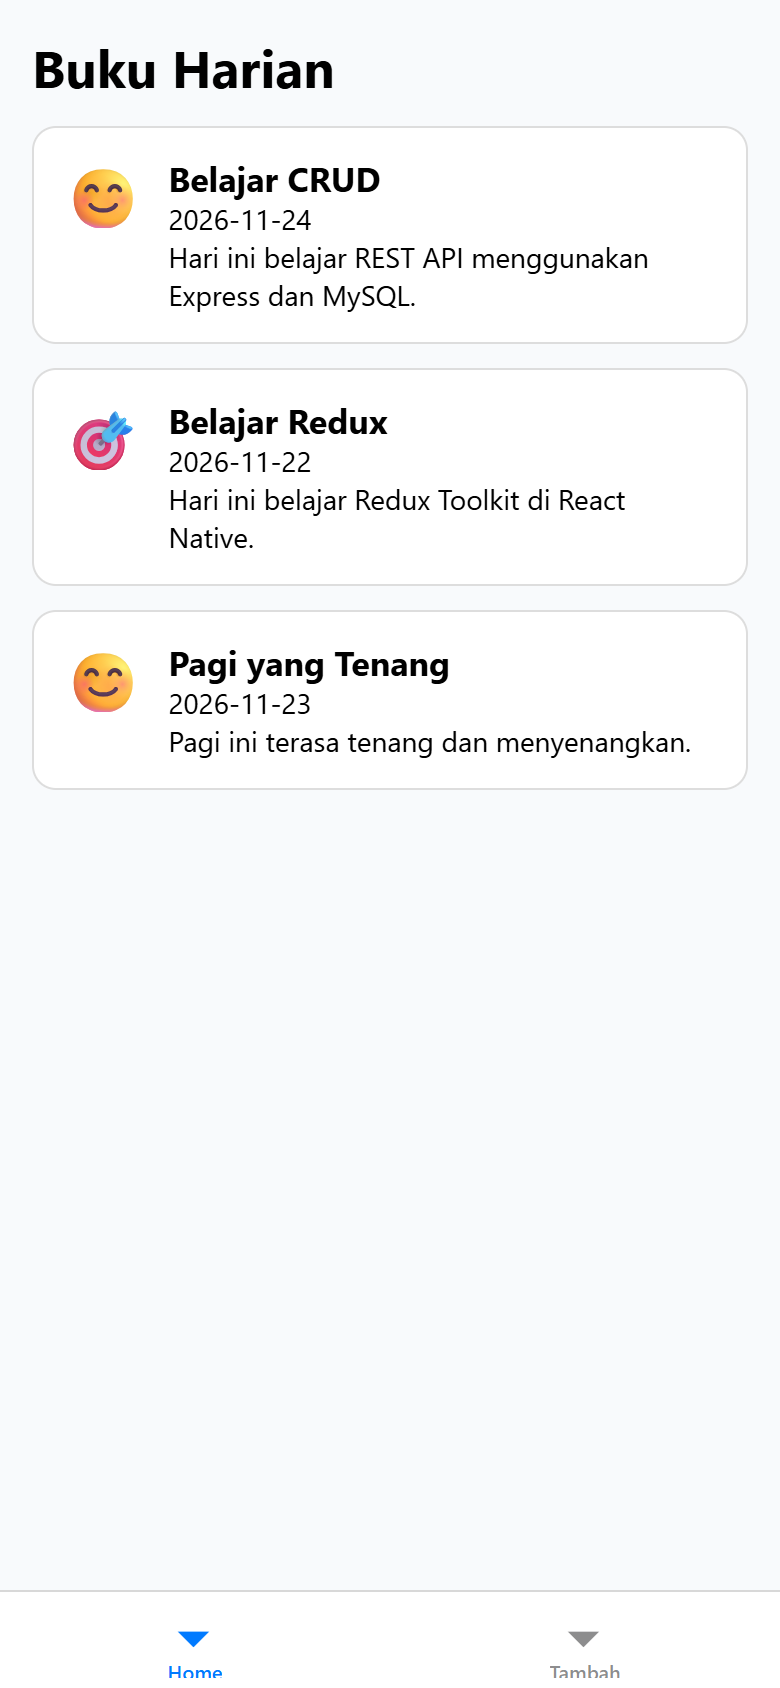 Buku Harian
Belajar CRUD
2026-11-24
Hari ini belajar REST API menggunakan
Express dan MySQL.
Belajar Redux
2026-11-22
Hari ini belajar Redux Toolkit di React
Native.
Pagi yang Tenang
2026-11-23
Pagi ini terasa tenang dan menyenangkan.
Home
Tambah